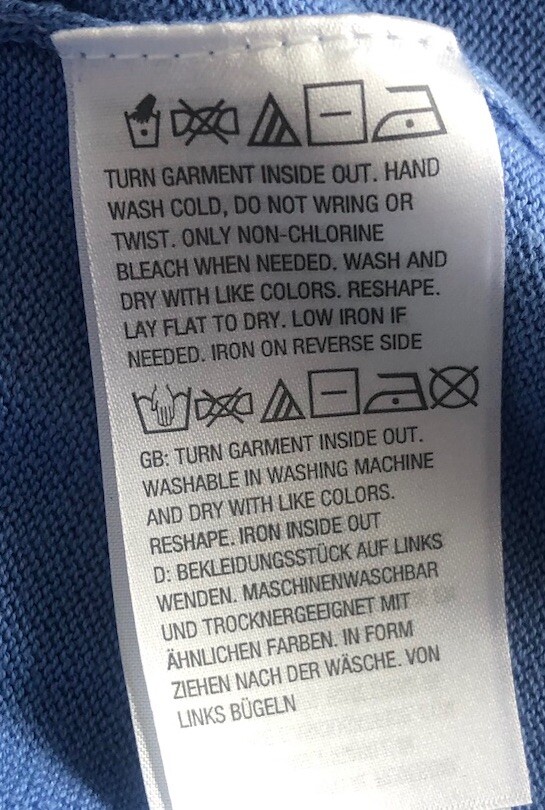 TURN GARMENT INSIDE OUT. HAND
WASH COLD, DO NOT WRING OR
TWIST. ONLY NON-CHLORINE
BLEACH WHEN NEEDED. WASH AND
DRY WITH LIKE COLORS. RESHAPE.
LAY FLAT TO DRY. LOW IRON IF
NEEDED. IRON ON REVERSE SIDE
GB: TURN GARMENT INSIDE OUT.
WASHABLE IN WASHING MACHINE
AND DRY WITH LIKE COLORS.
RESHAPE. IRON INSIDE OUT
D: BEKLEIDUNGSSTÜCK AUF LINKS
WENDEN. MASCHINENWASCHBAR
UND TROCKNERGEEIGNET MIT
ÄHNLICHEN FARBEN. IN FORM
ZIEHEN NACH DER WÄSCHE. VON
LINKS BÜGELN